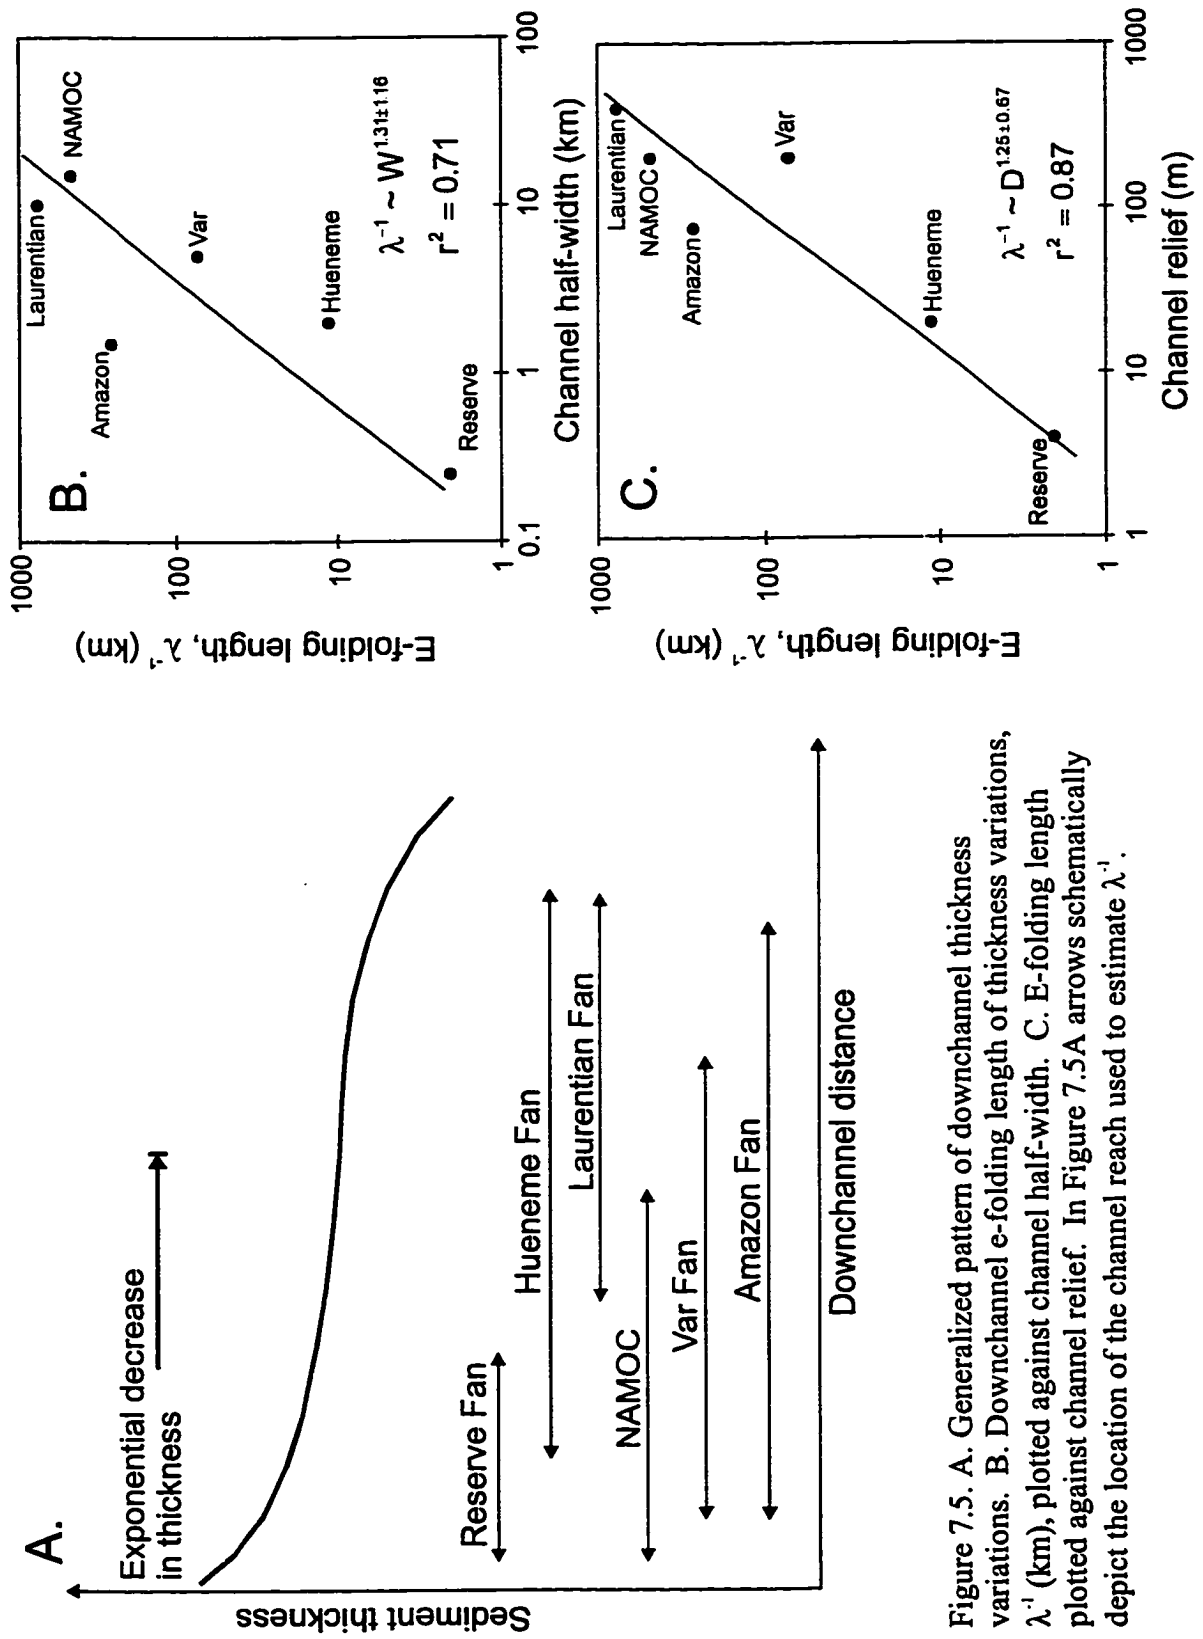 A.
Exponential decrease
in thickness
Sediment thickness
Reserve Fan
Hueneme Fan
Laurentian Fan
NAMOC
Var Fan
Amazon Fan
Downchannel distance
B.
E-folding length, λ⁻¹ (km)
1000
100
10
1
Laurentian
NAMOC
Amazon
Var
Hueneme
Reserve
λ⁻¹ ~ W^1.31±1.16
r² = 0.71
0.1
1
10
100
Channel half-width (km)
C.
E-folding length, λ⁻¹ (km)
1000
100
10
1
Laurentian
NAMOC
Amazon
Var
Hueneme
Reserve
λ⁻¹ ~ D^1.25±0.67
r² = 0.87
1
10
100
1000
Channel relief (m)
Figure 7.5. A. Generalized pattern of downchannel thickness
variations. B. Downchannel e-folding length of thickness variations,
λ⁻¹ (km), plotted against channel half-width. C. E-folding length
plotted against channel relief. In Figure 7.5A arrows schematically
depict the location of the channel reach used to estimate λ⁻¹.